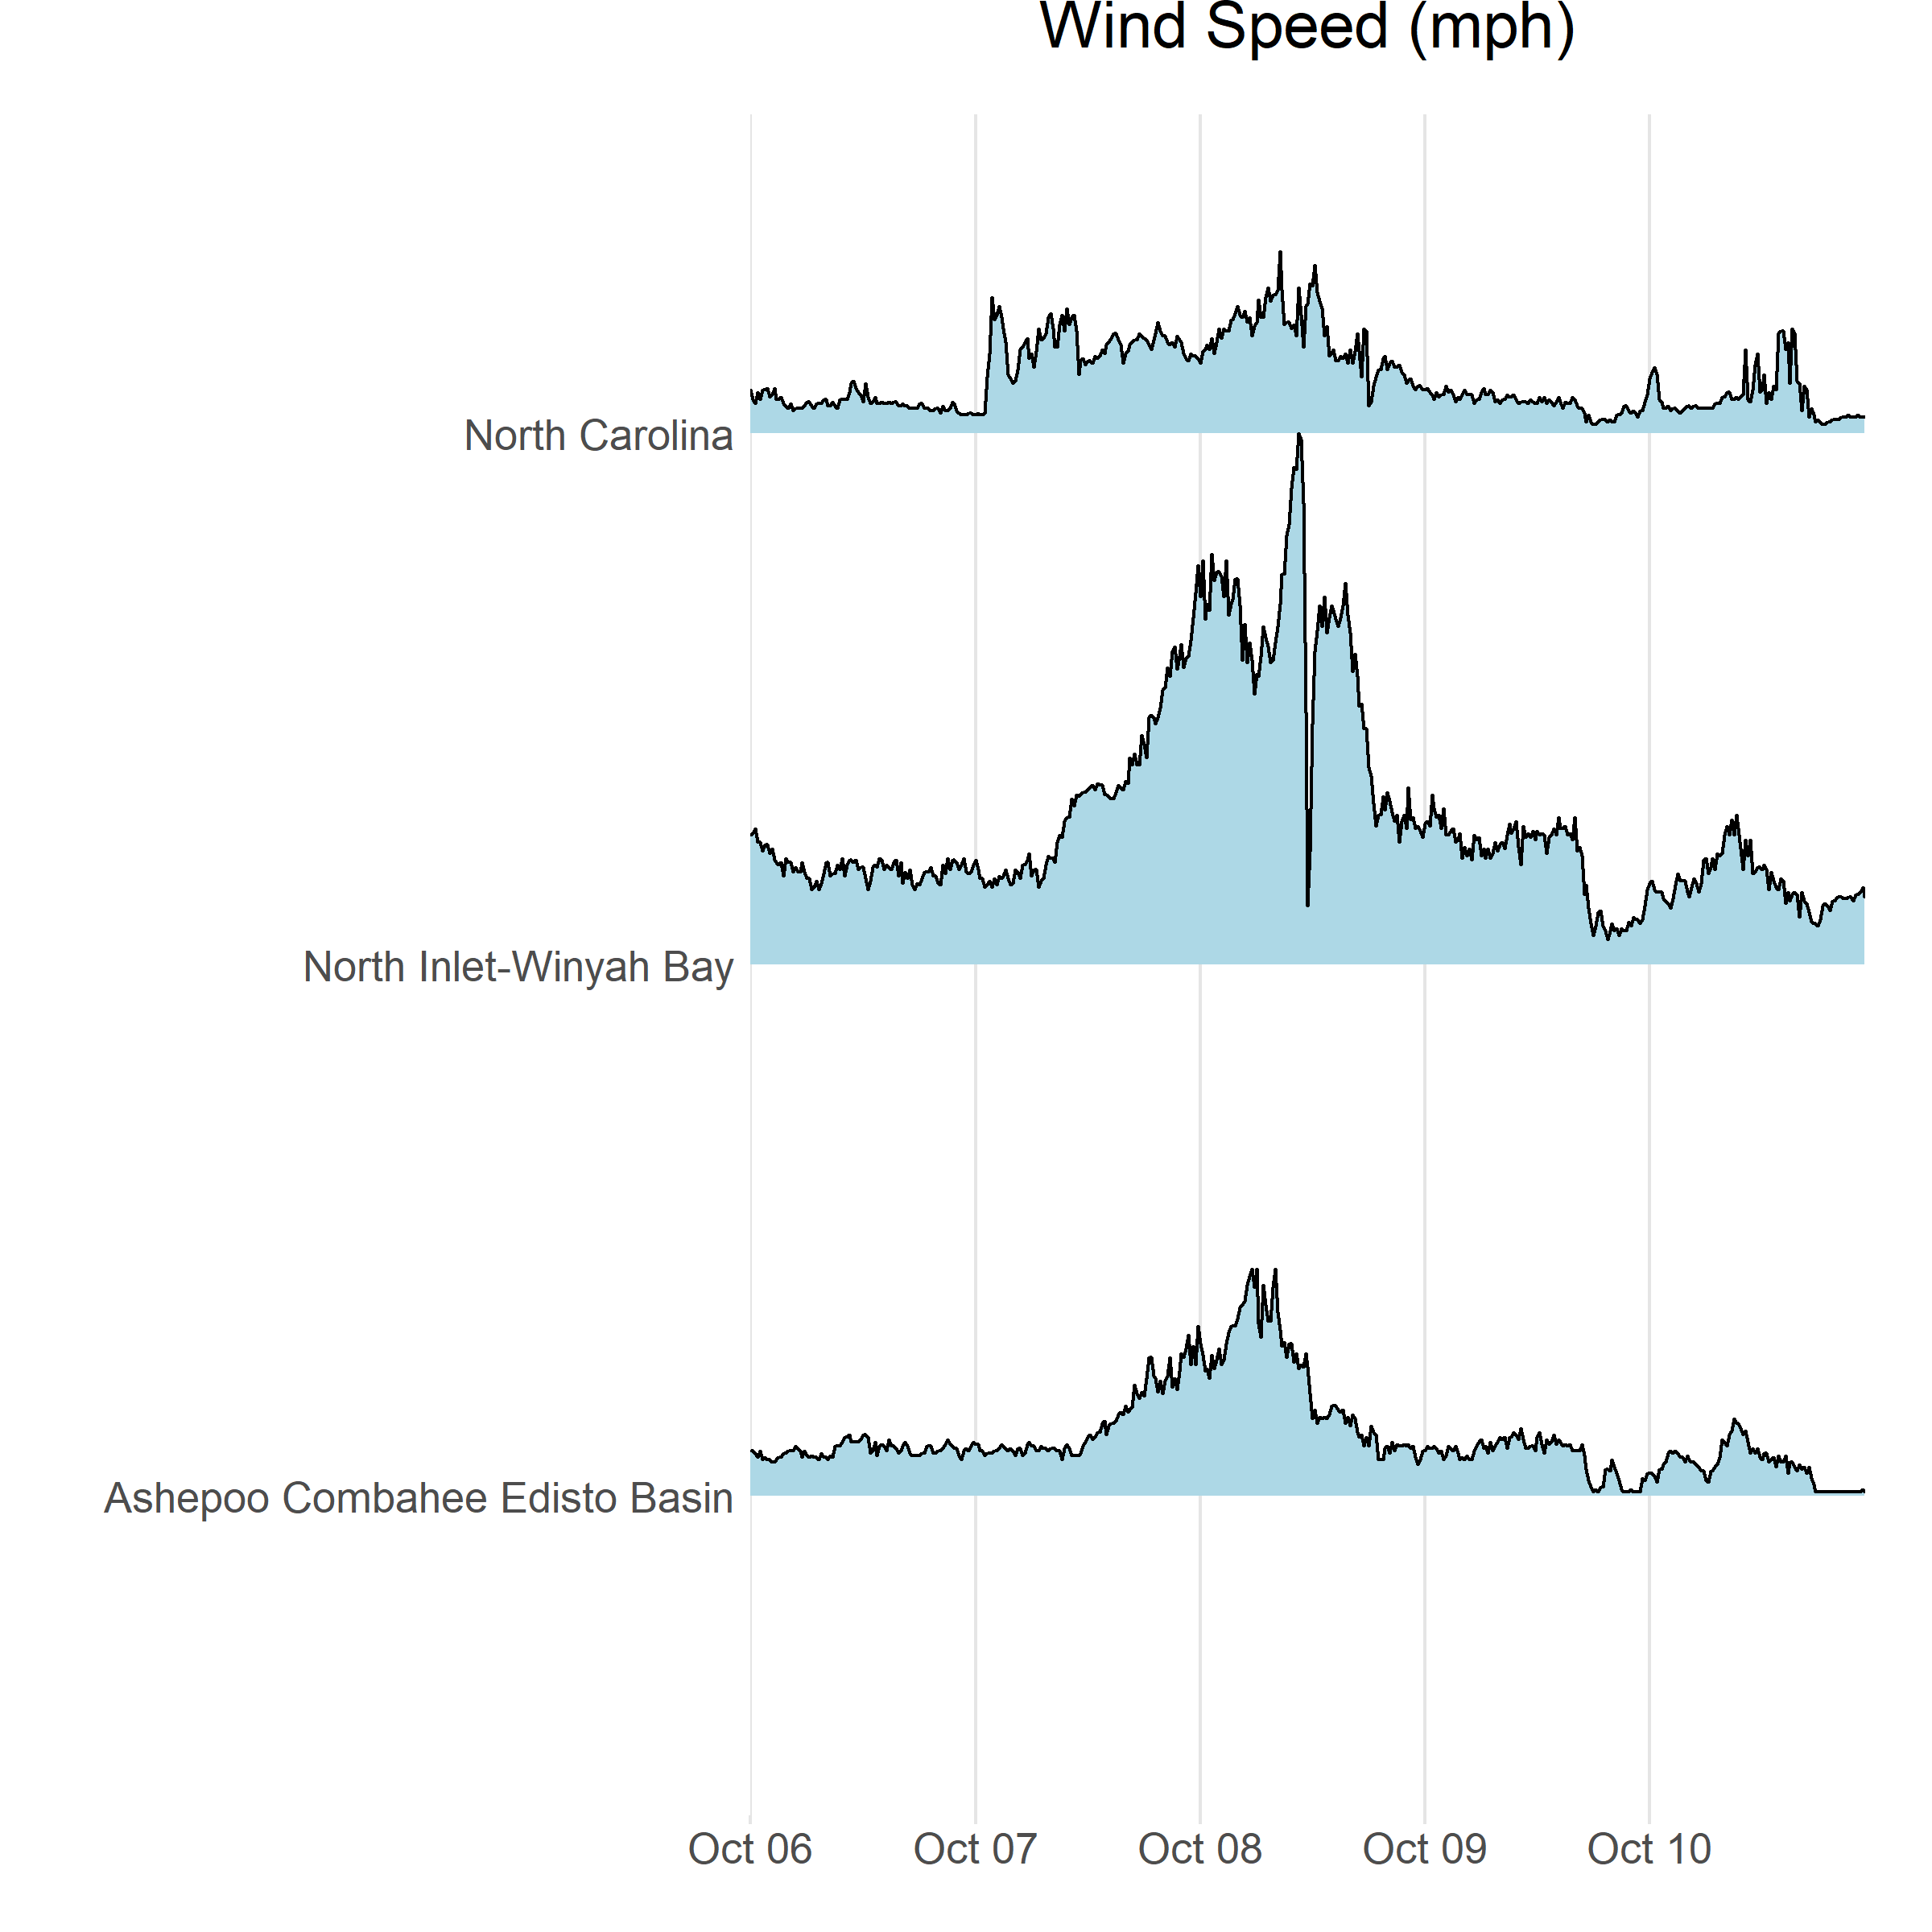 Wind Speed (mph)
North Carolina
North Inlet-Winyah Bay
Ashepoo Combahee Edisto Basin
Oct 06 Oct 07 Oct 08 Oct 09 Oct 10